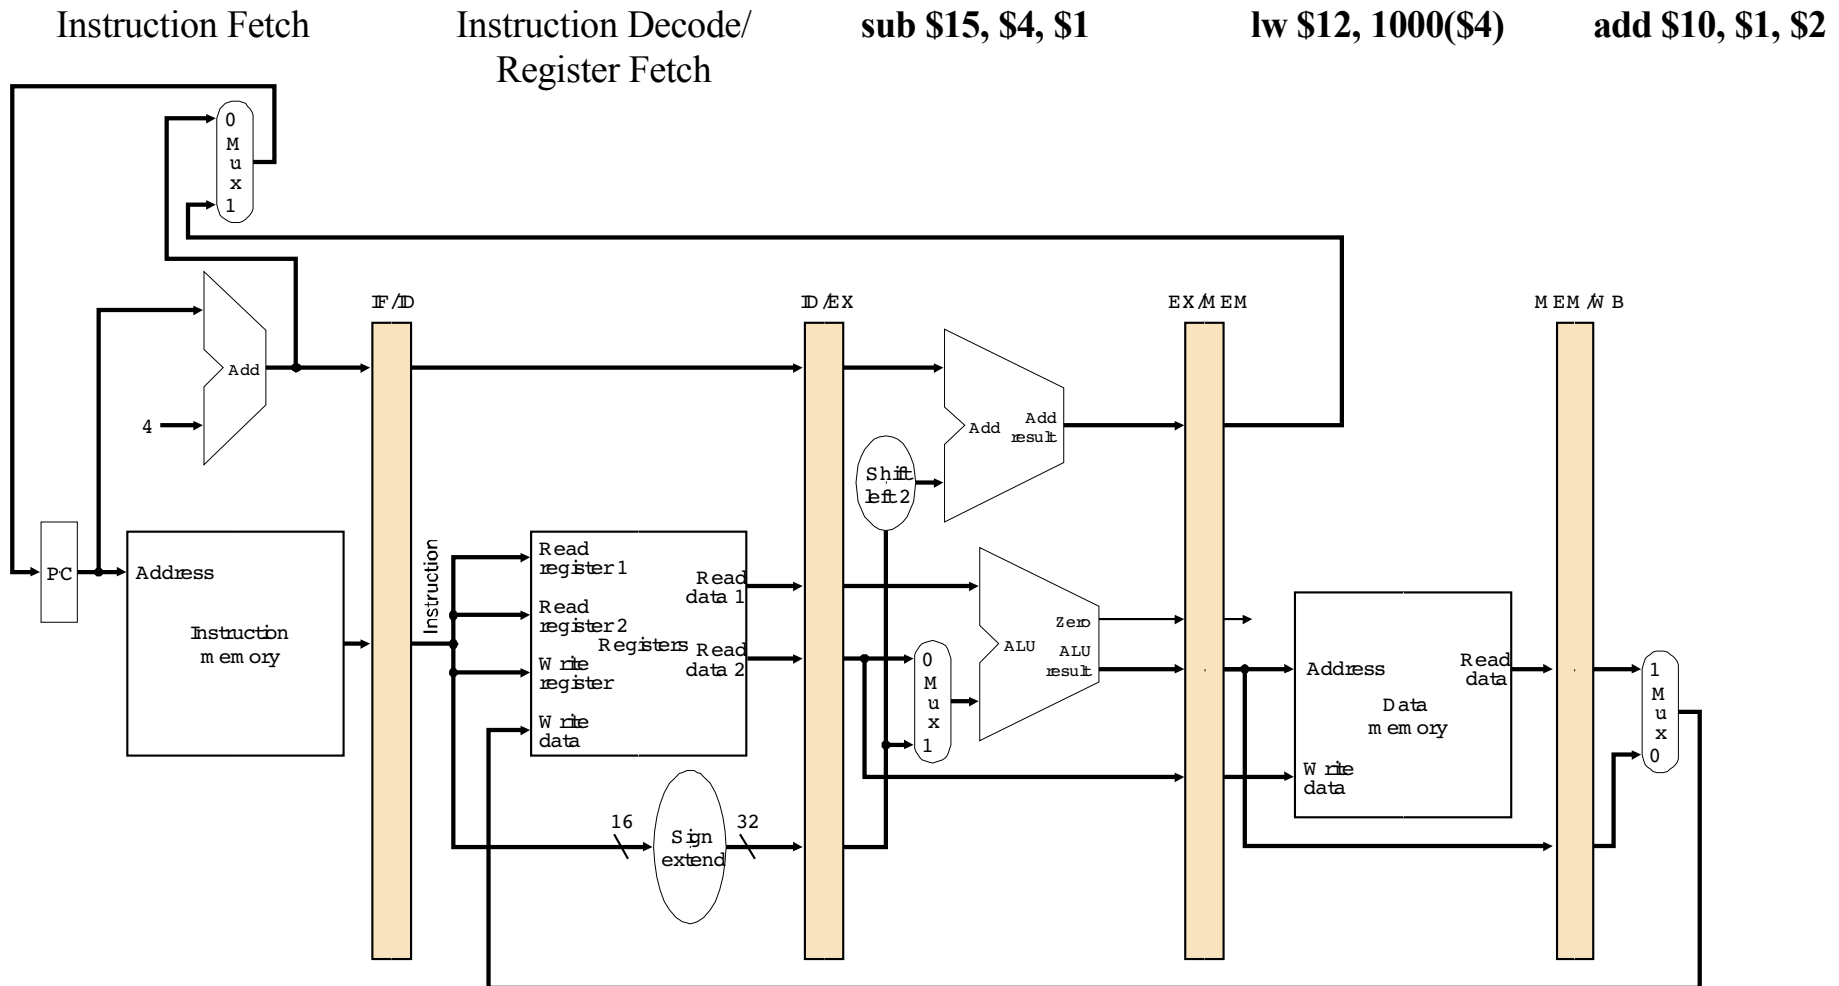 Instruction Fetch
Instruction Decode/
Register Fetch
sub $15, $4, $1
lw $12, 1000($4)
add $10, $1, $2
0
M
u
x
1
IF/ID
ID/EX
EX/MEM
MEM/WB
Add
4
Add
Add
result
Shift
left 2
PC
Address
Instruction
memory
Instruction
Read
register 1
Read
register 2
Write
register
Write
data
Registers
Read
data 1
Read
data 2
0
M
u
x
1
Zero
ALU
ALU
result
Address
Read
data
Data
memory
Write
data
1
M
u
x
0
16
Sign
extend
32